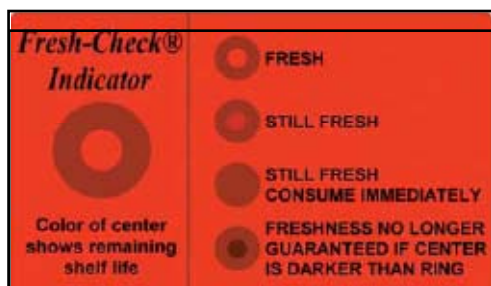 Fresh-Check®
Indicator
Color of center
shows remaining
shelf life
FRESH
STILL FRESH
STILL FRESH
CONSUME IMMEDIATELY
FRESHNESS NO LONGER
GUARANTEED IF CENTER
IS DARKER THAN RING